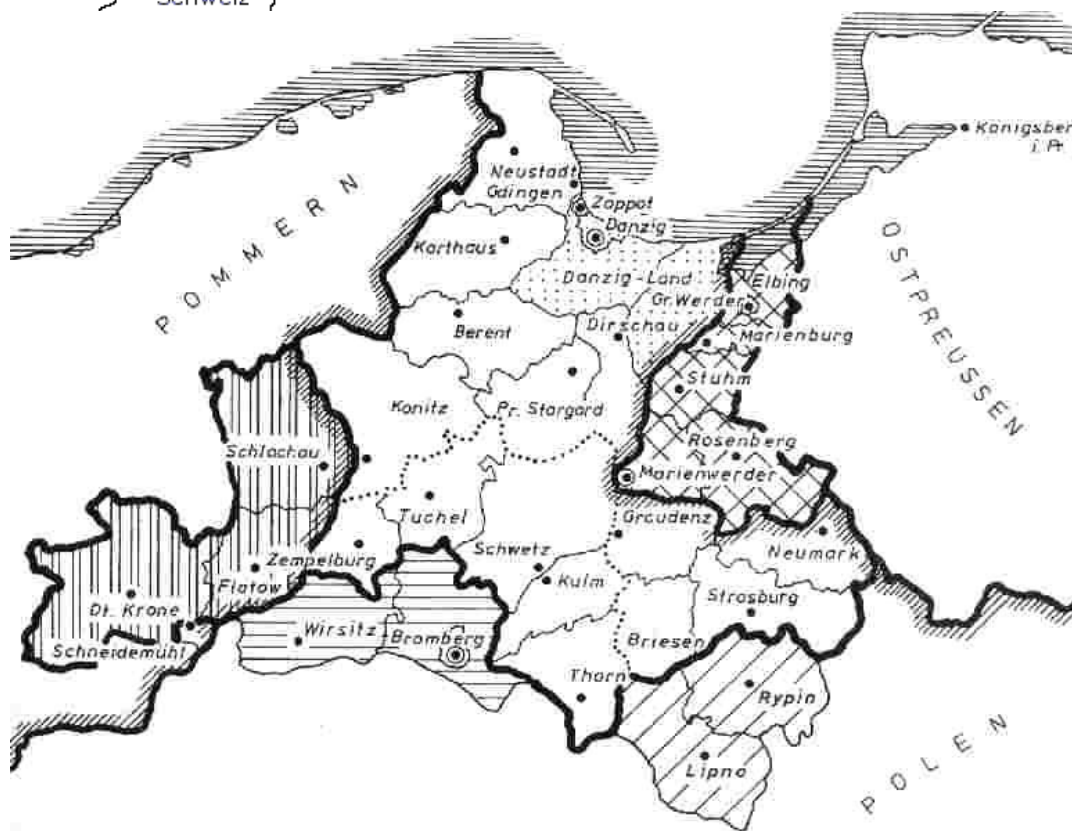 Schweiz
Königsber
i. Pr.
Neustadt
Gdingen
Zoppot
Danzig
Karthaus
POMMERN
OSTPREUSSEN
Danzig-Land
Elbing
Gr. Werder
Berent
Dirschau
Marienburg
Stuhm
Konitz
Pr. Stargard
Rosenberg
Schlochau
Marienwerder
Tuchel
Graudenz
Neumark
Zempelburg
Schwetz
Kulm
Flatow
Dt. Krone
Strasburg
Wirsitz
Bromberg
Briesen
Schneidemühl
Thorn
Rypin
Lipno
POLEN